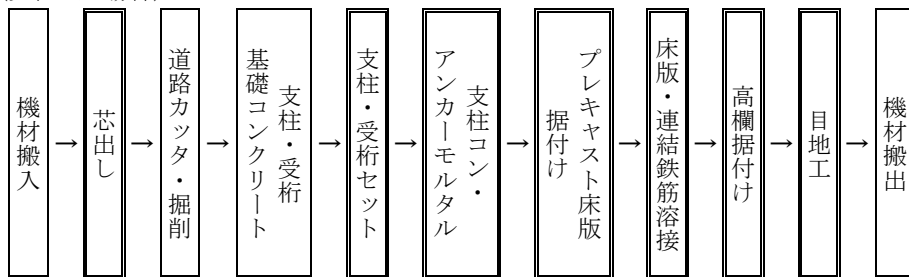 機材搬入
→
芯出し
→
道路カッタ・掘削
→
支柱・受桁
基礎コンクリート
→
支柱・受桁セット
→
支柱コン・
アンカーモルタル
→
プレキャスト床版
据付け
→
床版・連結鉄筋溶接
→
高欄据付け
→
目地工
→
機材搬出